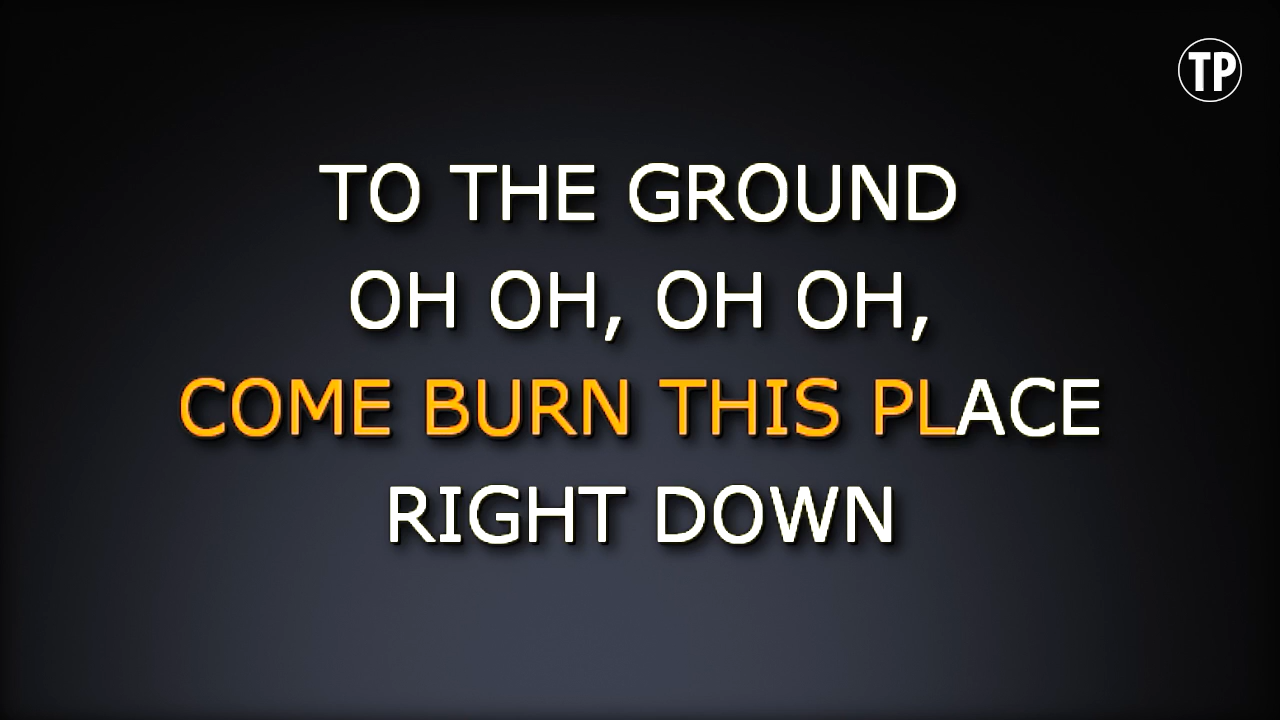 TP
TO THE GROUND
OH OH, OH OH,
COME BURN THIS PLACE
RIGHT DOWN